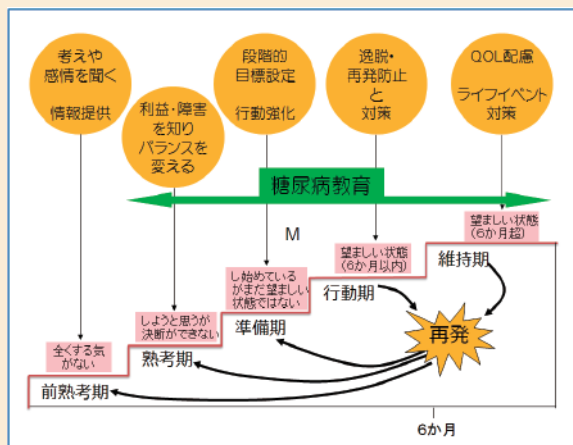 考えや
感情を聞く
情報提供
利益・障害
を知り
バランスを
変える
段階的
目標設定
行動強化
逸脱・
再発防止
と
対策
QOL配慮
ライフイベント
対策
糖尿病教育
M
全くする気
がない
しようと思うが
決断ができない
し始めている
がまだ望ましい
状態ではない
望ましい状態
(6か月以内)
望ましい状態
(6か月超)
前熟考期
熟考期
準備期
行動期
維持期
再発
6か月